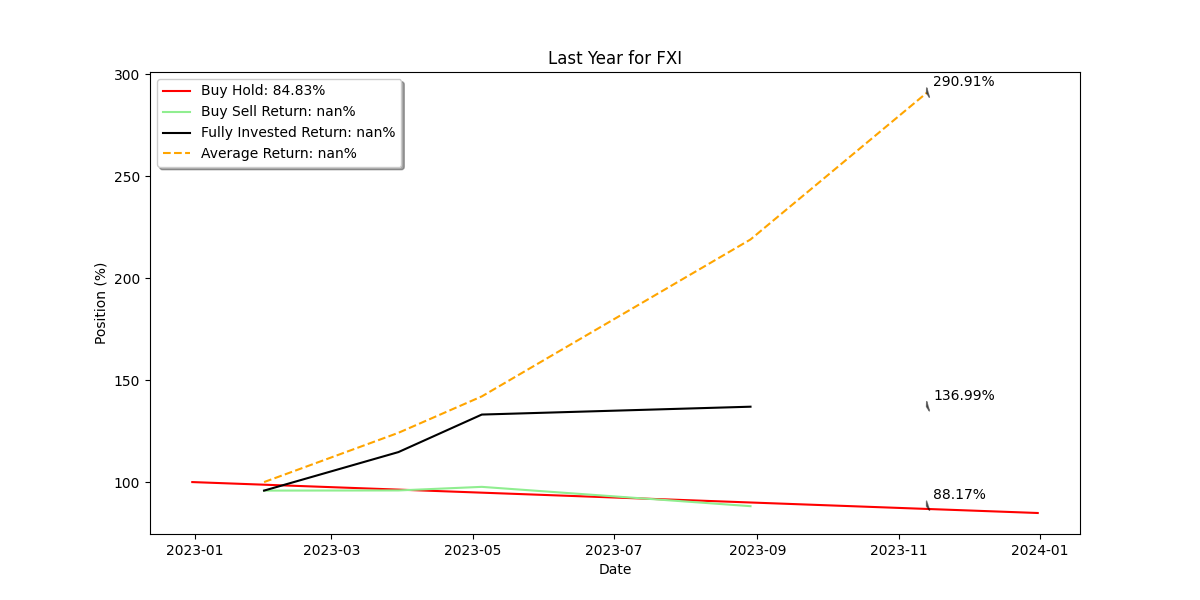 Last Year for FXI
Buy Hold: 84.83%
Buy Sell Return: nan%
Fully Invested Return: nan%
Average Return: nan%
290.91%
136.99%
88.17%
300
250
200
150
100
Position (%)
2023-01
2023-03
2023-05
2023-07
2023-09
2023-11
2024-01
Date